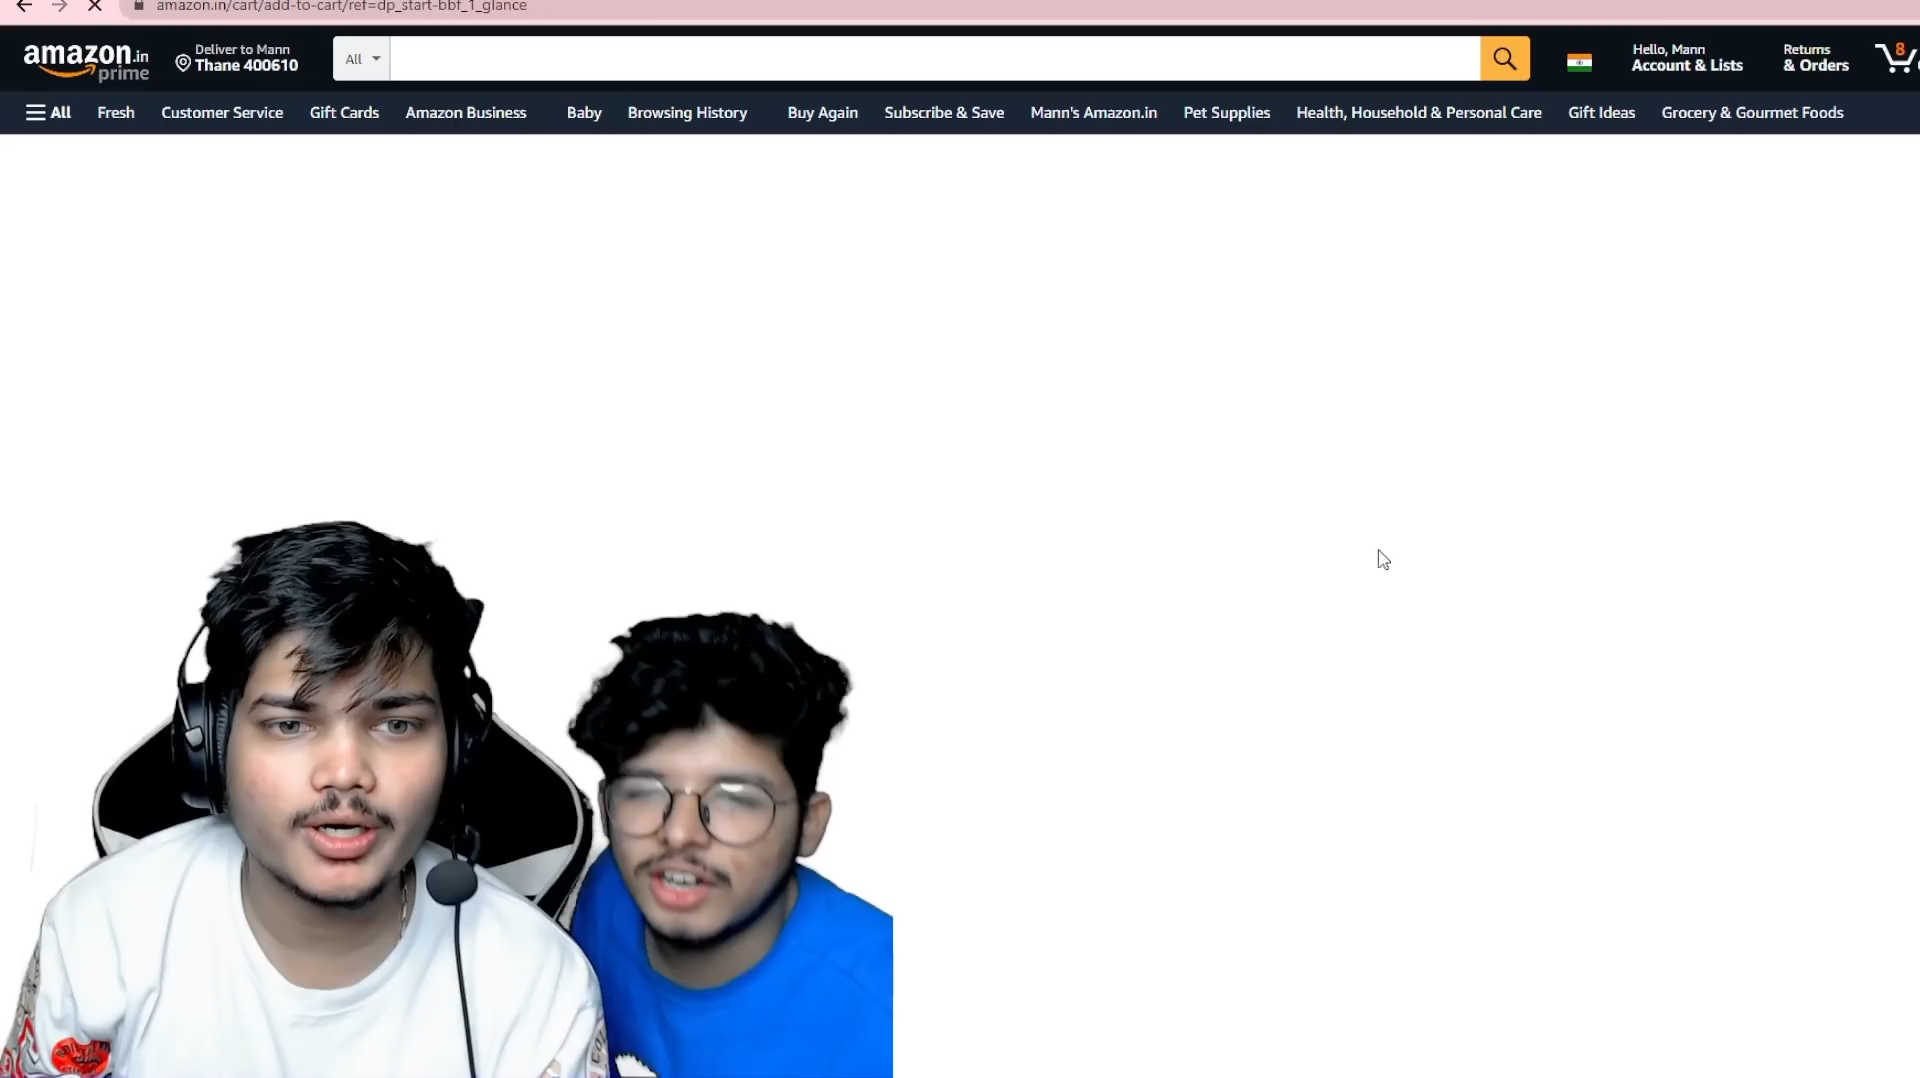 amazon.in/cart/add-to-cart/ref=dp_start-bbf_1_glance
amazon.in
prime
Deliver to Mann
Thane 400610
All
Hello, Mann
Account & Lists
Returns
& Orders
8
All
Fresh
Customer Service
Gift Cards
Amazon Business
Baby
Browsing History
Buy Again
Subscribe & Save
Mann's Amazon.in
Pet Supplies
Health, Household & Personal Care
Gift Ideas
Grocery & Gourmet Foods